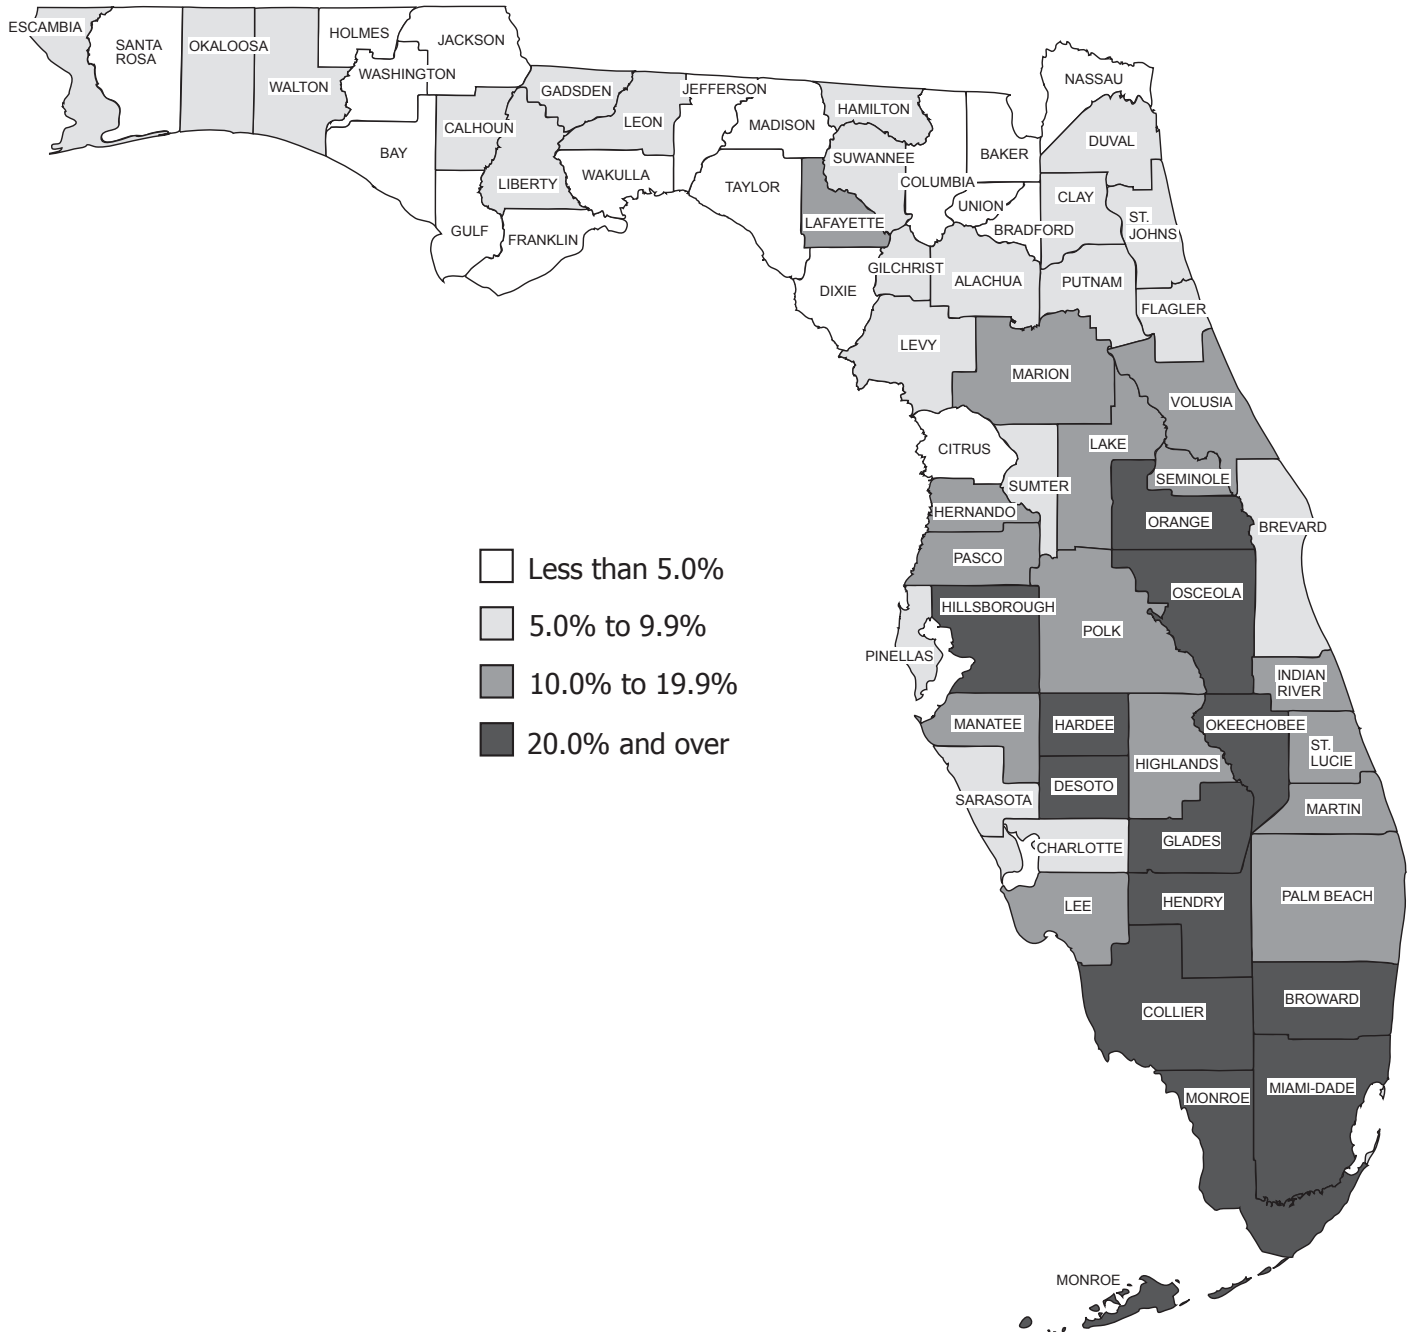 ESCAMBIA
SANTA
ROSA
OKALOOSA
WALTON
HOLMES
WASHINGTON
JACKSON
BAY
CALHOUN
GULF
LIBERTY
GADSDEN
FRANKLIN
LEON
WAKULLA
JEFFERSON
MADISON
TAYLOR
HAMILTON
SUWANNEE
LAFAYETTE
DIXIE
COLUMBIA
BAKER
NASSAU
DUVAL
UNION
BRADFORD
CLAY
ST.
JOHNS
GILCHRIST
ALACHUA
PUTNAM
FLAGLER
LEVY
MARION
VOLUSIA
CITRUS
SUMTER
LAKE
SEMINOLE
HERNANDO
ORANGE
BREVARD
PASCO
OSCEOLA
HILLSBOROUGH
POLK
PINELLAS
INDIAN
RIVER
MANATEE
HARDEE
HIGHLANDS
OKEECHOBEE
ST.
LUCIE
SARASOTA
DESOTO
MARTIN
CHARLOTTE
GLADES
LEE
HENDRY
PALM BEACH
COLLIER
BROWARD
MONROE
MIAMI-DADE
MONROE
Less than 5.0%
5.0% to 9.9%
10.0% to 19.9%
20.0% and over